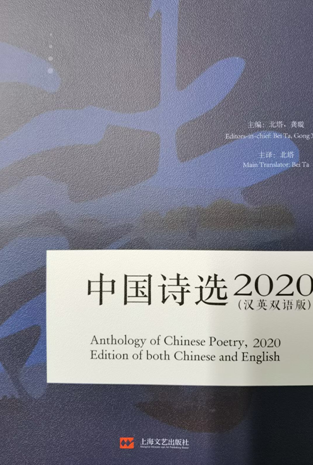 主编：北塔、龚璇
Editors-in-chief: Bei Ta, Gong
主译：北塔
Main Translator: Bei Ta
中国诗选2020
(汉英双语版)
Anthology of Chinese Poetry, 2020
Edition of both Chinese and English
上海文艺出版社